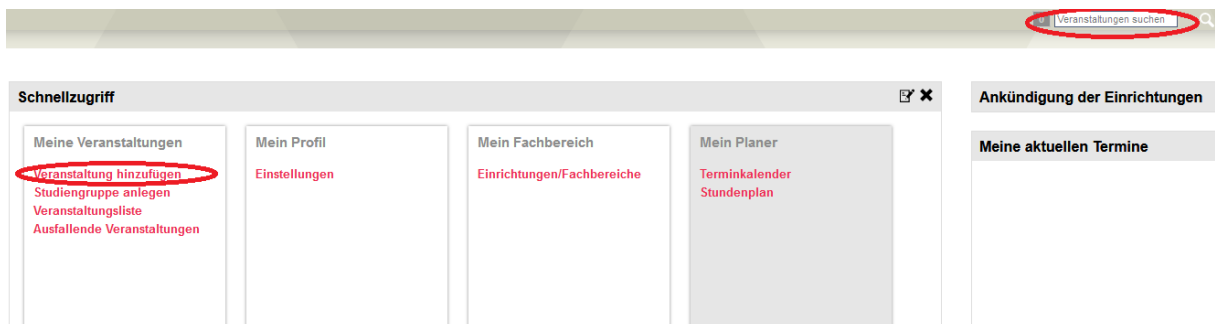 0 Veranstaltungen suchen
Schnellzugriff
Meine Veranstaltungen
Veranstaltung hinzufügen
Studiengruppe anlegen
Veranstaltungsliste
Ausfallende Veranstaltungen
Mein Profil
Einstellungen
Mein Fachbereich
Einrichtungen/Fachbereiche
Mein Planer
Terminkalender
Stundenplan
Ankündigung der Einrichtungen
Meine aktuellen Termine